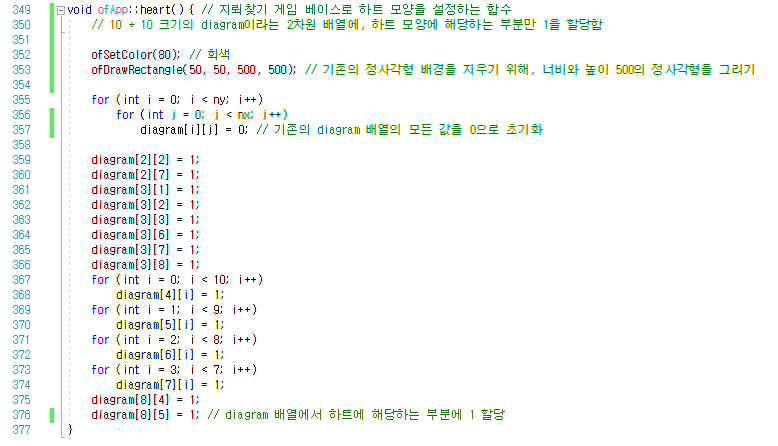 349 void ofApp::heart() { // 지뢰찾기 게임 베이스로 하트 모양을 설정하는 함수
350 // 10 * 10 크기의 diagram이라는 2차원 배열에, 하트 모양에 해당하는 부분만 1을 할당함
351
352 ofSetColor(80); // 회색
353 ofDrawRectangle(50, 50, 500, 500); // 기존의 정사각형 배경을 지우기 위해, 너비와 높이 500의 정사각형을 그리기
354
355 for (int i = 0; i < ny; i++)
356 for (int j = 0; j < nx; j++)
357 diagram[i][j] = 0; // 기존의 diagram 배열의 모든 값을 0으로 초기화
358
359 diagram[2][2] = 1;
360 diagram[2][7] = 1;
361 diagram[3][1] = 1;
362 diagram[3][2] = 1;
363 diagram[3][3] = 1;
364 diagram[3][6] = 1;
365 diagram[3][7] = 1;
366 diagram[3][8] = 1;
367 for (int i = 0; i < 10; i++)
368 diagram[4][i] = 1;
369 for (int i = 1; i < 9; i++)
370 diagram[5][i] = 1;
371 for (int i = 2; i < 8; i++)
372 diagram[6][i] = 1;
373 for (int i = 3; i < 7; i++)
374 diagram[7][i] = 1;
375 diagram[8][4] = 1;
376 diagram[8][5] = 1; // diagram 배열에서 하트에 해당하는 부분에 1 할당
377 }